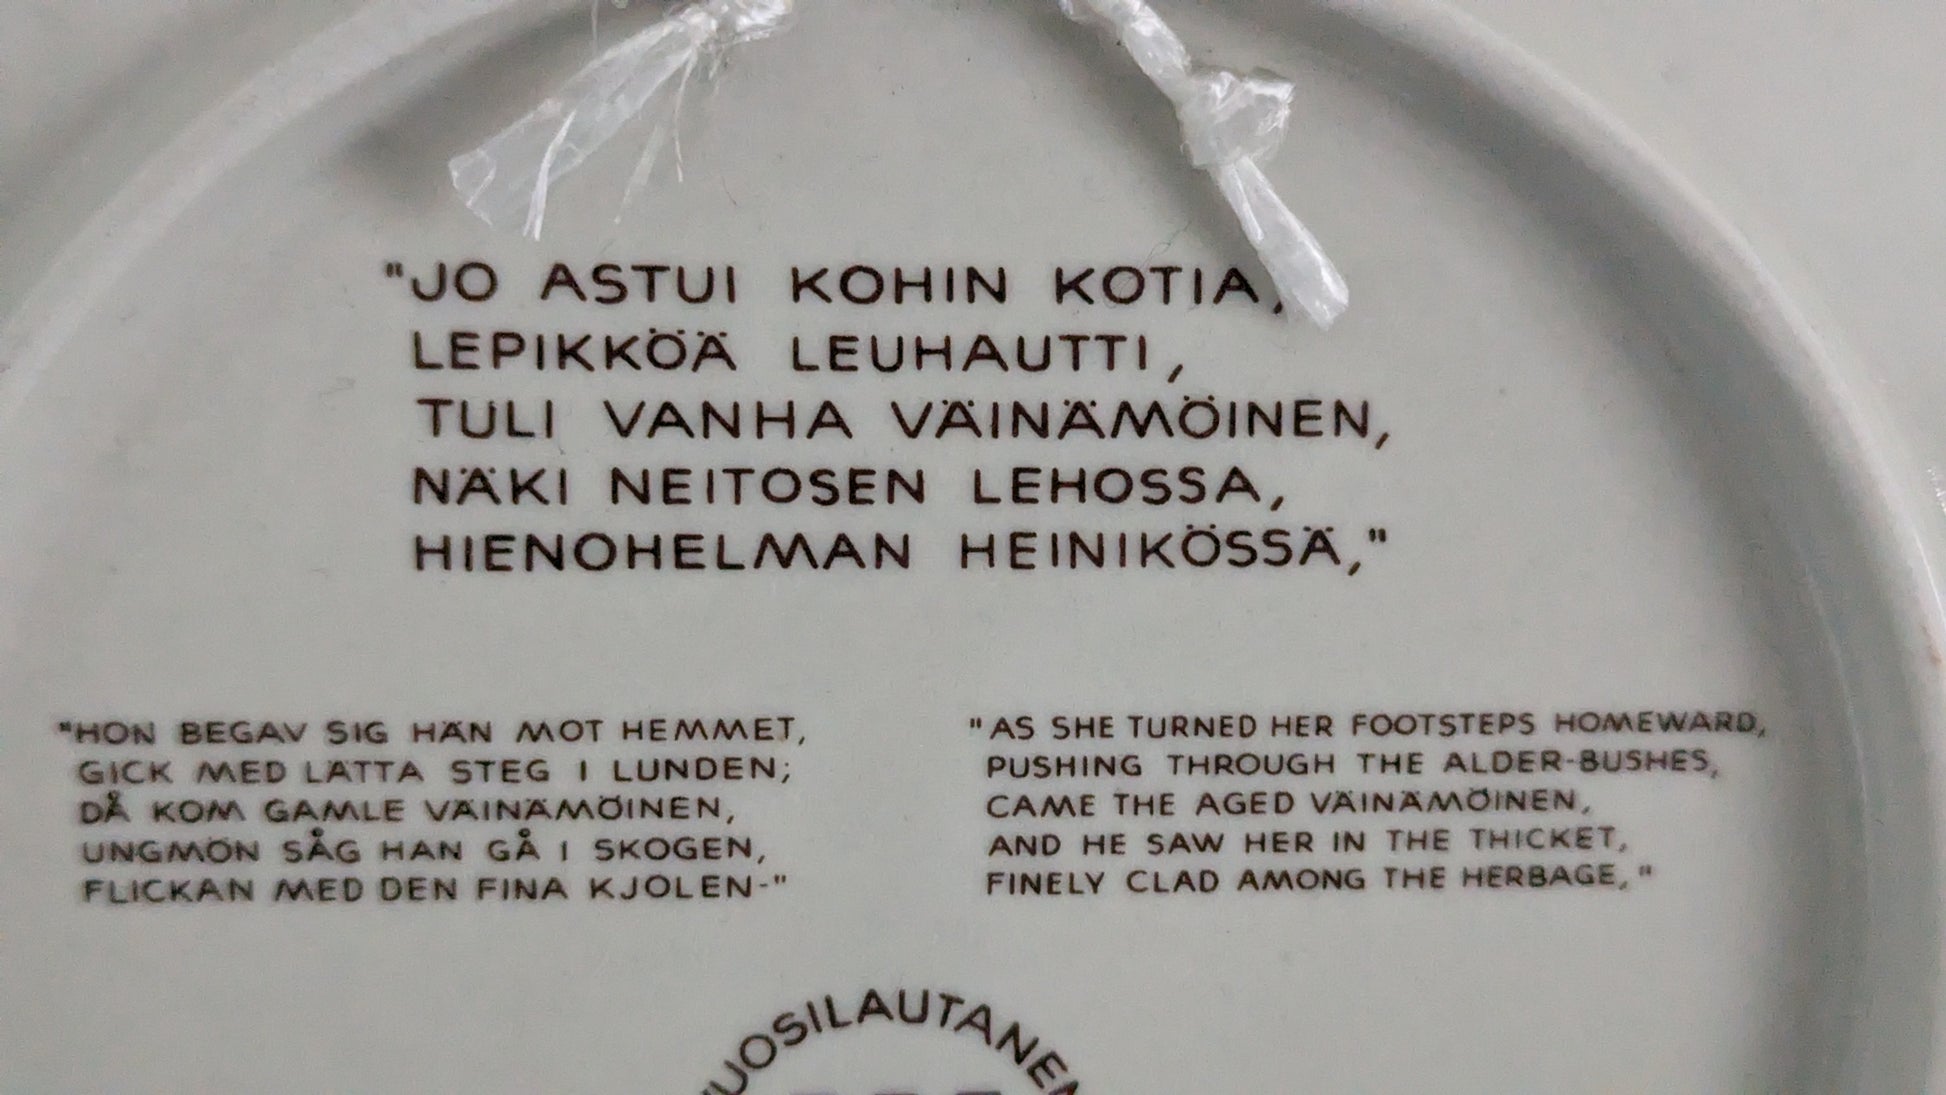 "JO ASTUI KOHIN KOTIA,
LEPIKKÖÄ LEUHAUTTI,
TULI VANHA VÄINÄMÖINEN,
NÄKI NEITOSEN LEHOSSA,
HIENOHELMAN HEINIKÖSSÄ,"
"HON BEGAV SIG HÄN MOT HEMMET,
GICK MED LÄTTA STEG I LUNDEN;
DÅ KOM GAMLE VÄINÄMÖINEN,
UNGMÖN SÅG HAN GÅ I SKOGEN,
FLICKAN MED DEN FINA KJOLEN-"
"AS SHE TURNED HER FOOTSTEPS HOMEWARD,
PUSHING THROUGH THE ALDER-BUSHES,
CAME THE AGED VÄINÄMÖINEN,
AND HE SAW HER IN THE THICKET,
FINELY CLAD AMONG THE HERBAGE,"
VUOSILAUTANEN